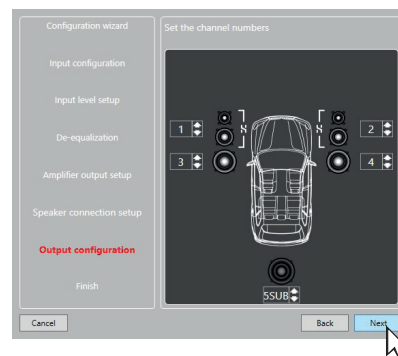 Configuration wizard
Set the channel numbers
Input configuration
Input level setup
De-equalization
Amplifier output setup
Speaker connection setup
Output configuration
Finish
1
2
3
4
5SUB
Cancel
Back
Next